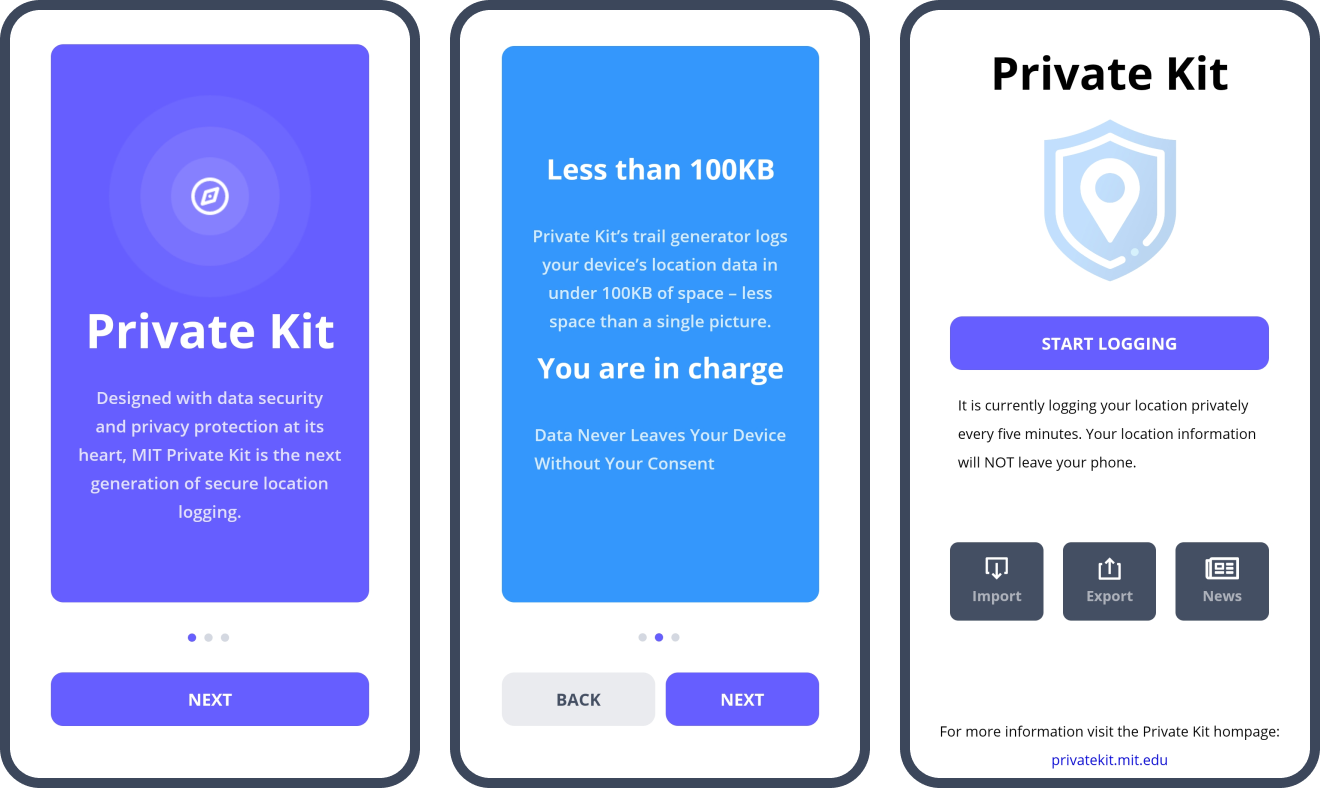 Private Kit
Designed with data security
and privacy protection at its
heart, MIT Private Kit is the next
generation of secure location
logging.
NEXT
Less than 100KB
Private Kit’s trail generator logs
your device’s location data in
under 100KB of space – less
space than a single picture.
You are in charge
Data Never Leaves Your Device
Without Your Consent
BACK
NEXT
Private Kit
START LOGGING
It is currently logging your location privately
every five minutes. Your location information
will NOT leave your phone.
Import
Export
News
For more information visit the Private Kit hompage:
privatekit.mit.edu